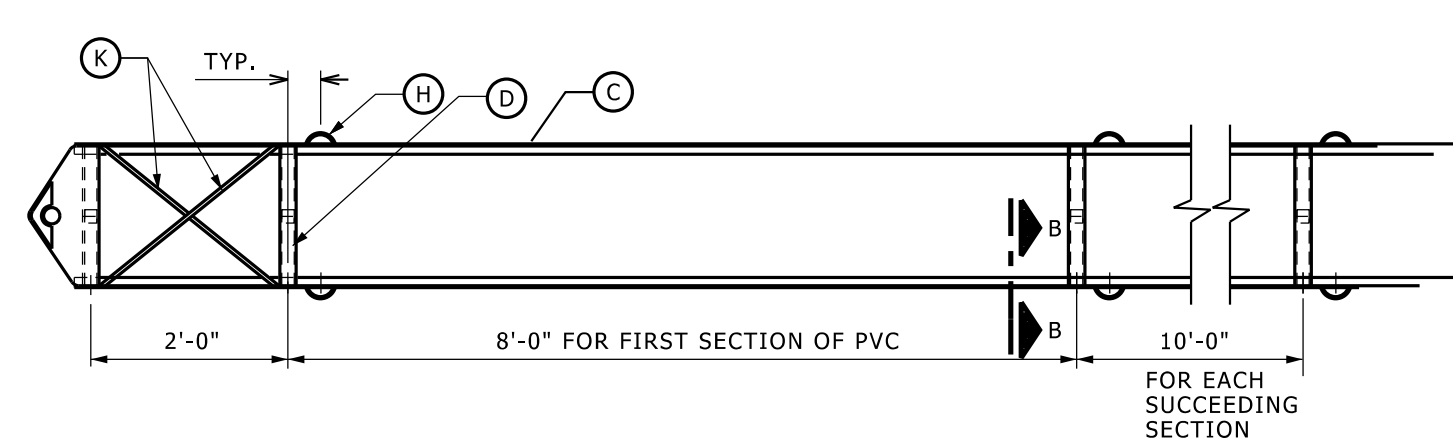 K
TYP.
H
D
C
B
B
2'-0"
8'-0" FOR FIRST SECTION OF PVC
10'-0"
FOR EACH
SUCCEEDING
SECTION